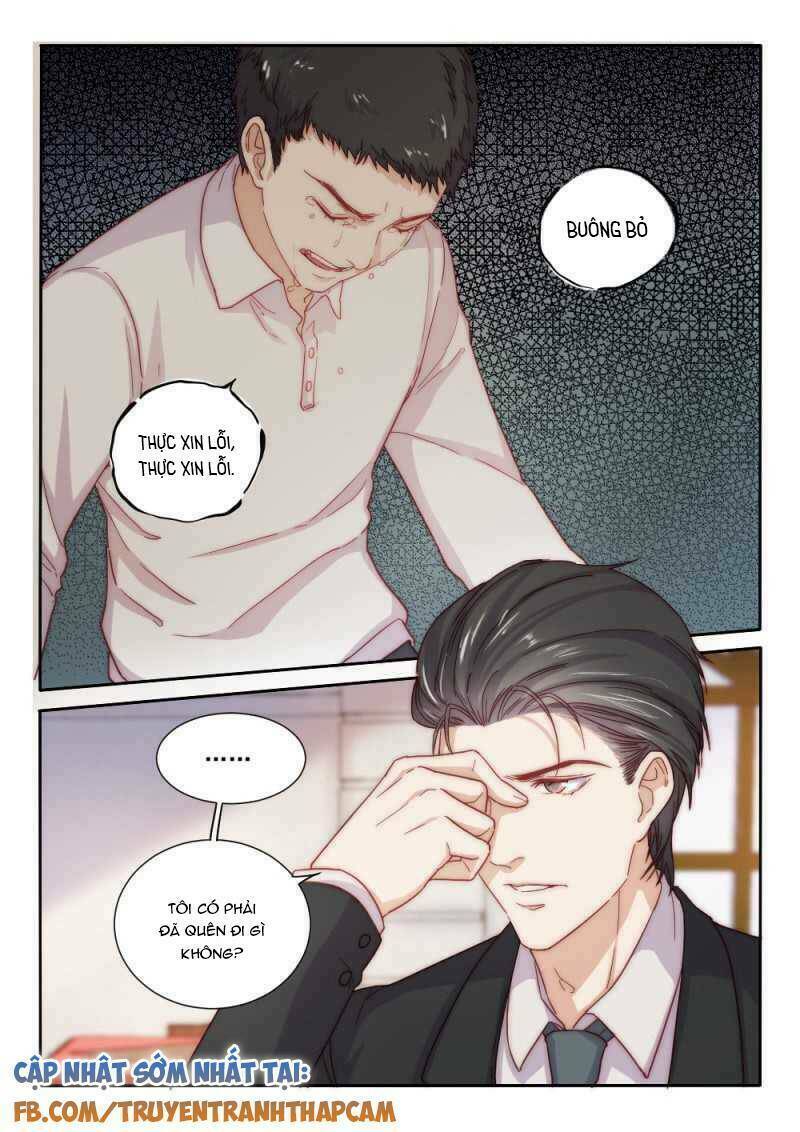 BUÔNG BỎ
THỰC XIN LỖI,
THỰC XIN LỖI.
......
TÔI CÓ PHẢI
ĐÃ QUÊN ĐI GÌ
KHÔNG?
CẬP NHẬT SỚM NHẤT TẠI:
FB.COM/TRUYENTRANHTHAPCAM